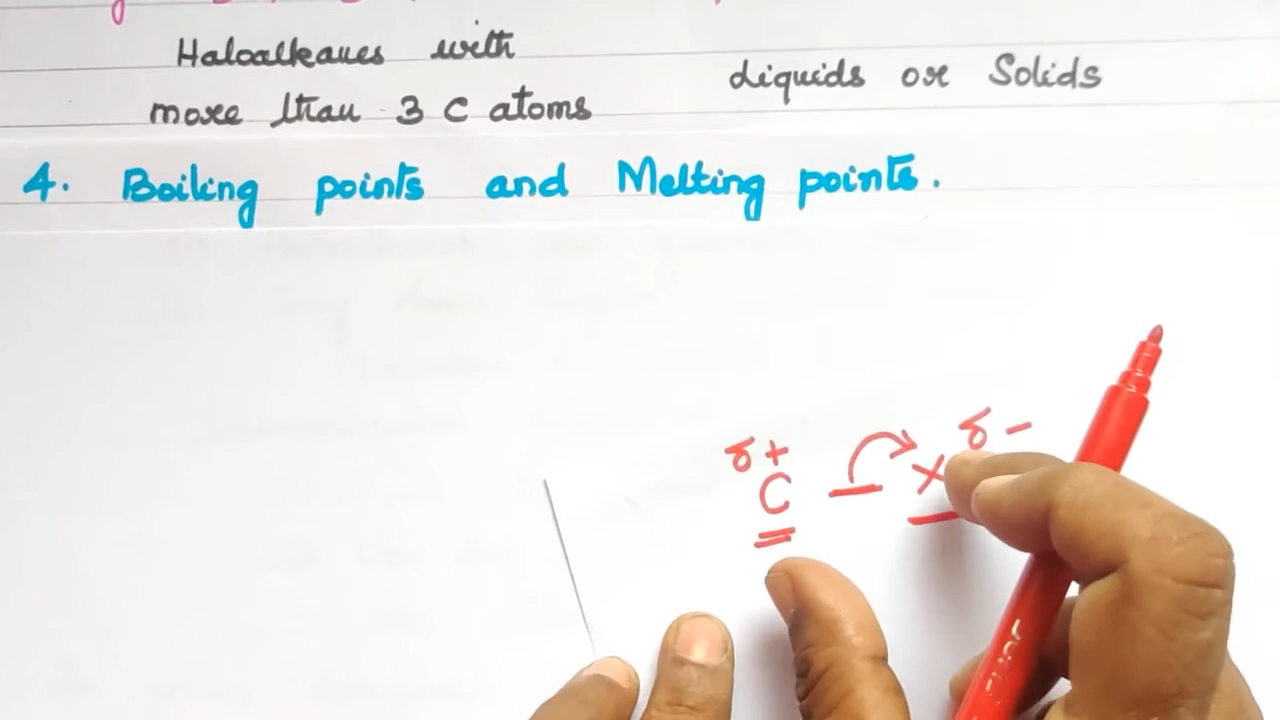 Haloalkanes with
more than 3 C atoms
Liquids or Solids
4. Boiling points and Melting points.
δ+ δ-
C - X